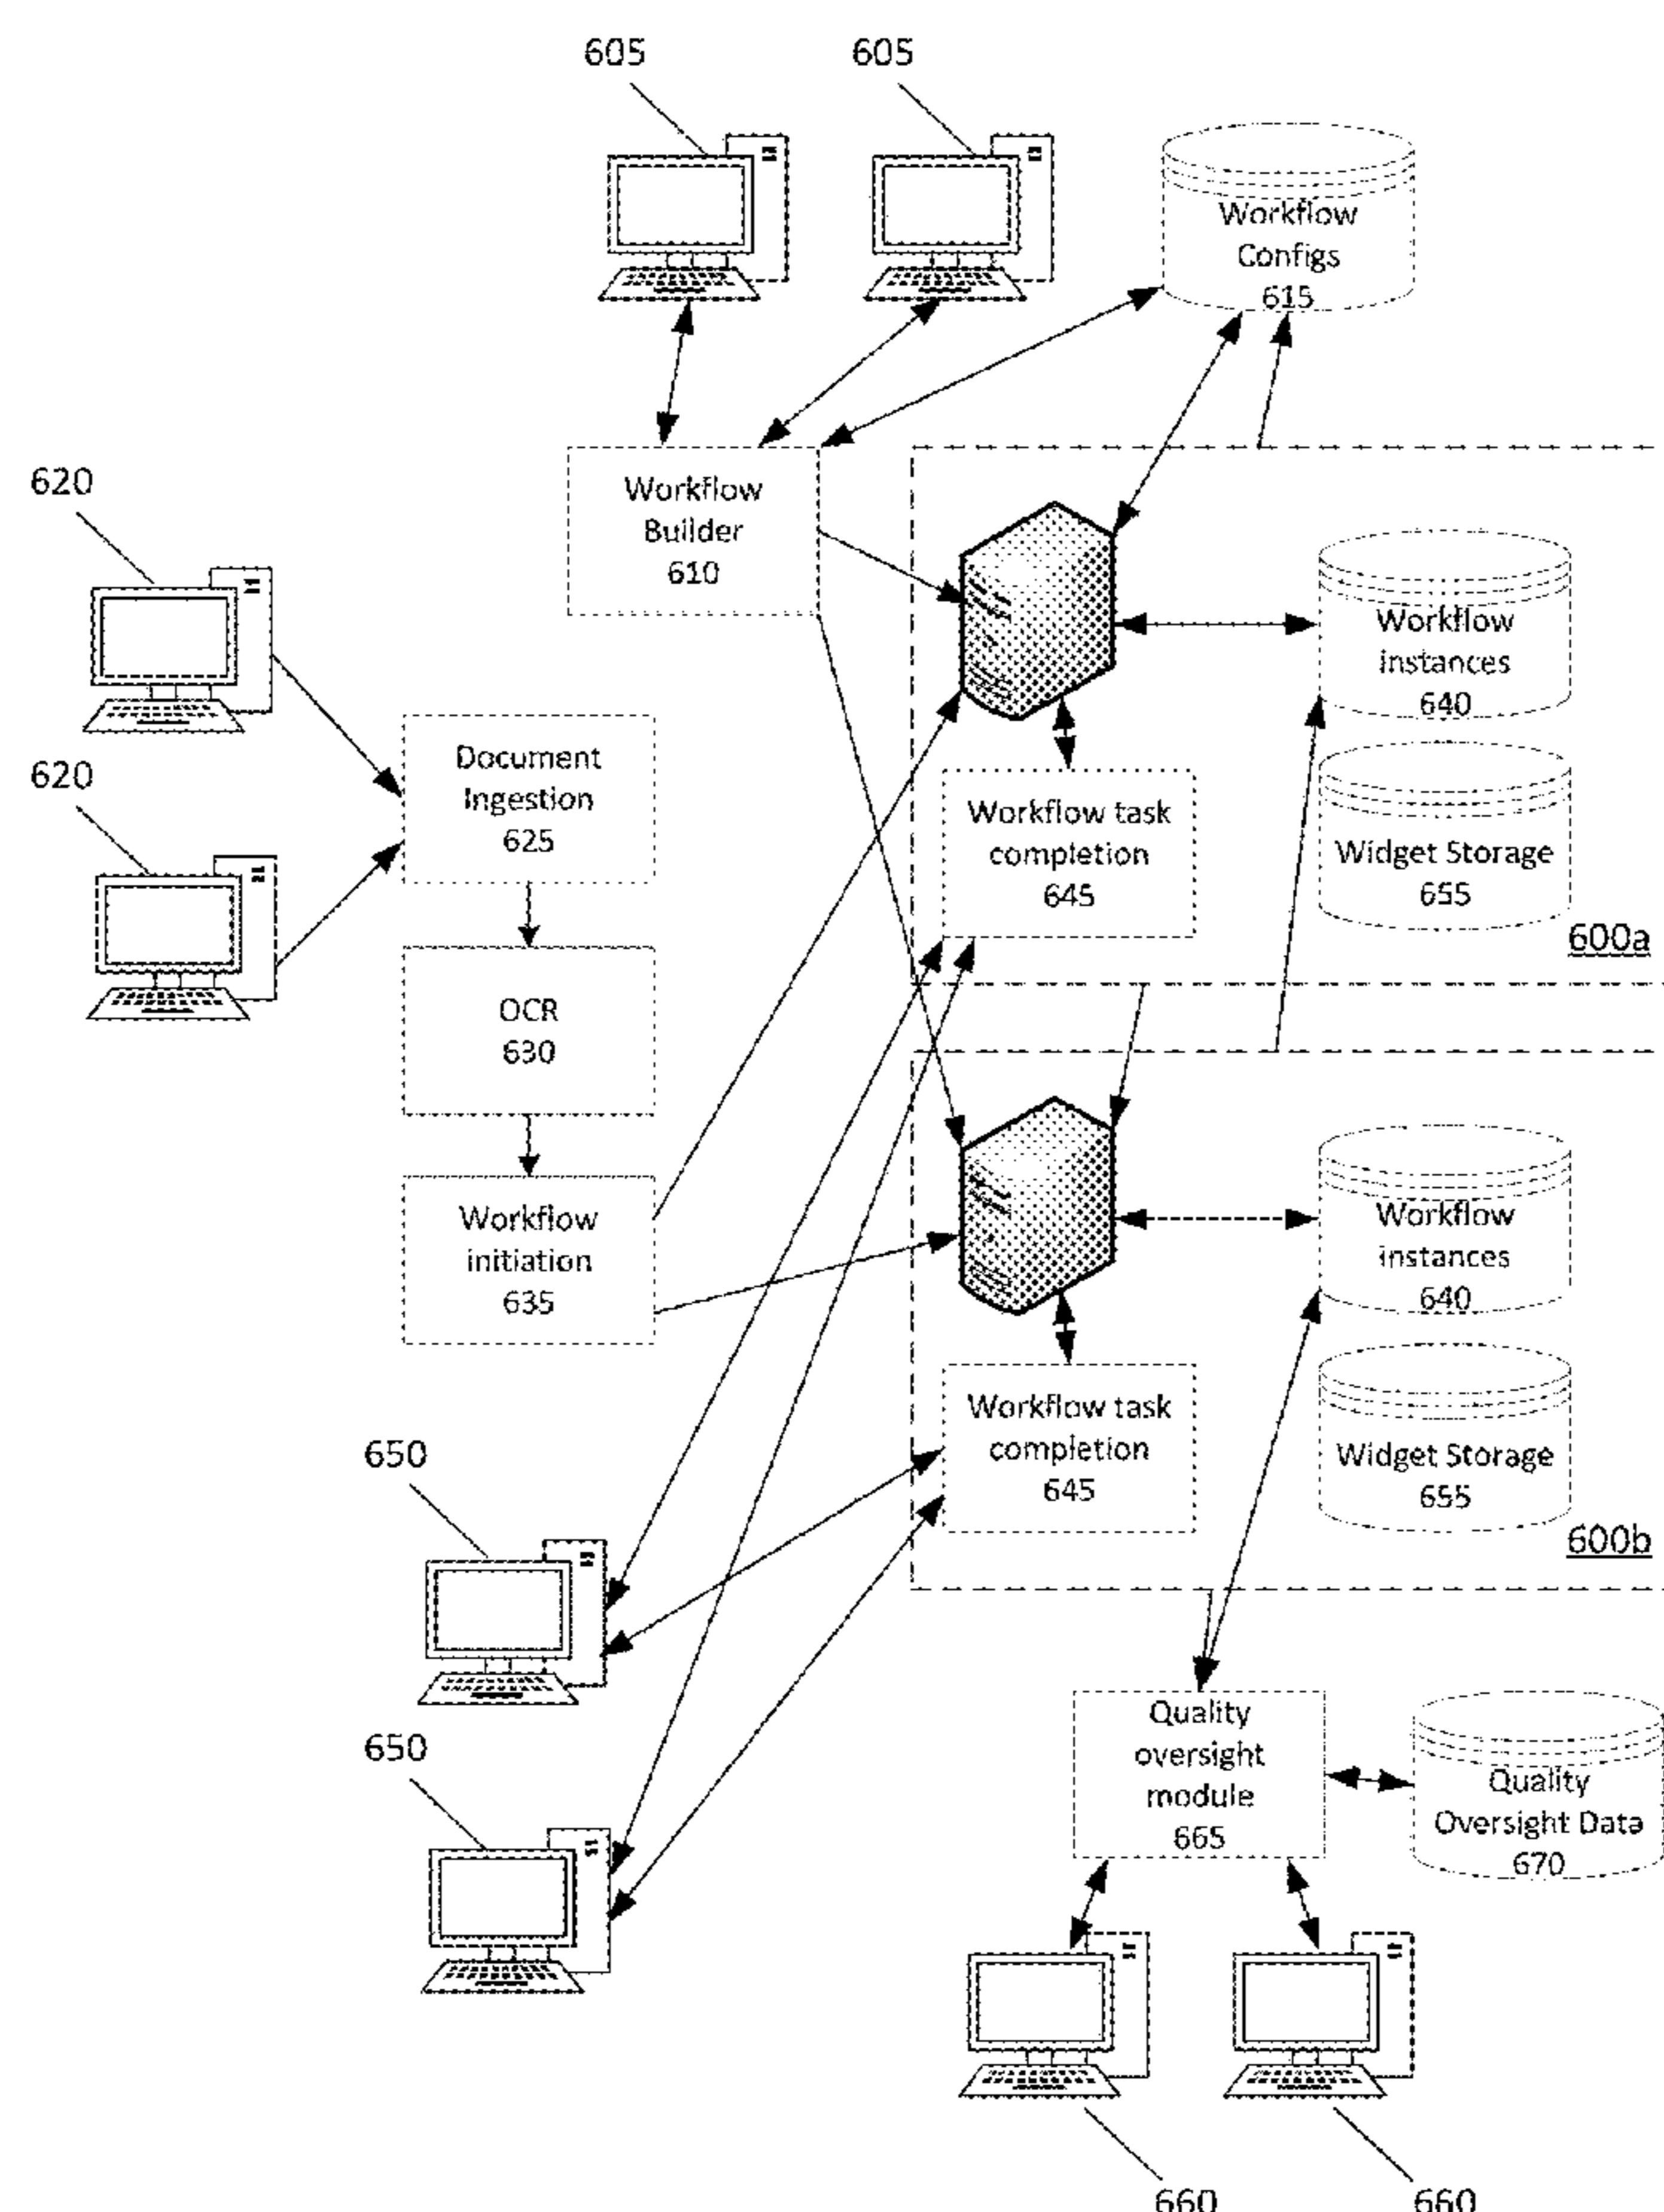 605
605
Workflow
Configs
615
620
Workflow
Builder
610
Workflow
instances
640
620
Document
Ingestion
625
Workflow task
completion
645
Widget Storage
655
600a
OCR
630
Workflow
initiation
635
Workflow
instances
640
650
Workflow task
completion
645
Widget Storage
655
600b
650
Quality
oversight
module
665
Quality
Oversight Data
670
660
660